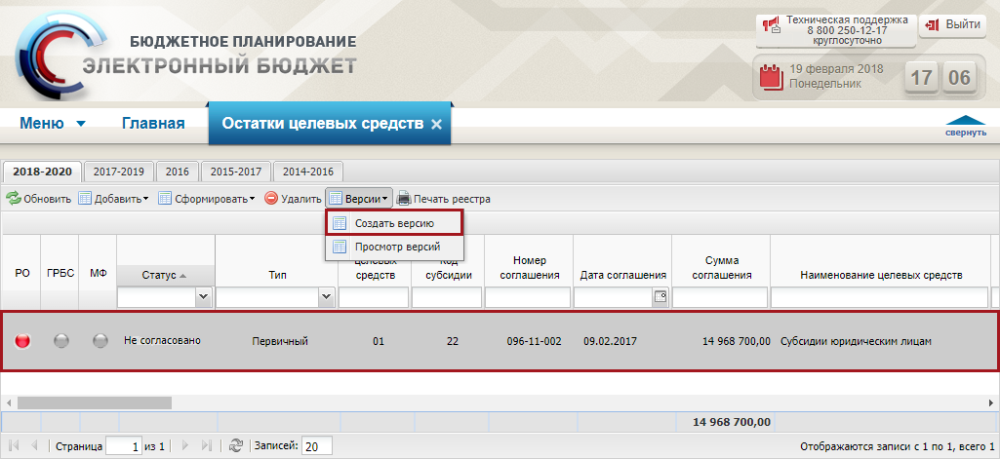 Техническая поддержка
8 800 250-12-17
круглосуточно
Выйти
БЮДЖЕТНОЕ ПЛАНИРОВАНИЕ
ЭЛЕКТРОННЫЙ БЮДЖЕТ
19 февраля 2018
Понедельник
17 06
Меню Главная Остатки целевых средств
свернуть
2018-2020 2017-2019 2016 2015-2017 2014-2016
Обновить Добавить Сформировать Удалить Версии Печать реестра
Создать версию
Просмотр версий
РО ГРБС МФ Статус Тип целевых средств Код субсидии Номер соглашения Дата соглашения Сумма соглашения Наименование целевых средств
Не согласовано Первичный 01 22 096-11-002 09.02.2017 14 968 700,00 Субсидии юридическим лицам
14 968 700,00
Страница 1 из 1 Записей: 20 Отображаются записи с 1 по 1, всего 1